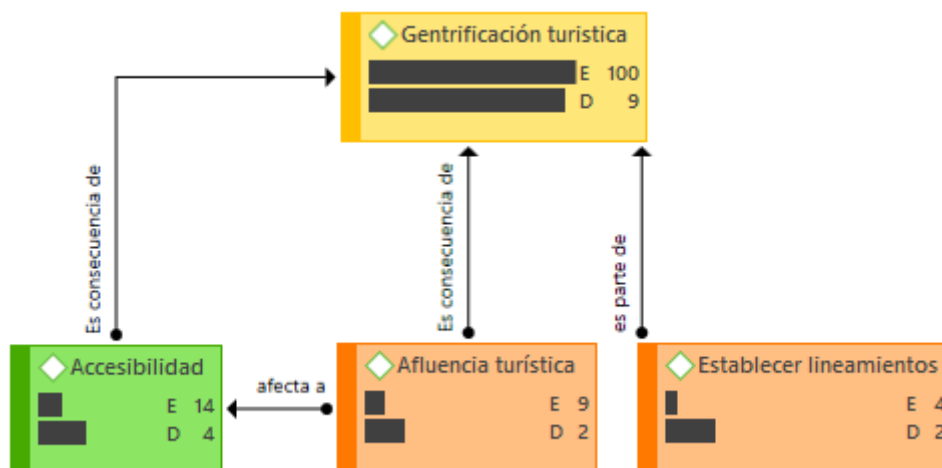 Gentrificación turistica
E 100
D 9
Es consecuencia de
Es consecuencia de
es parte de
Accesibilidad
E 14
D 4
afecta a
Afluencia turística
E 9
D 2
Establecer lineamientos
E 4
D 2